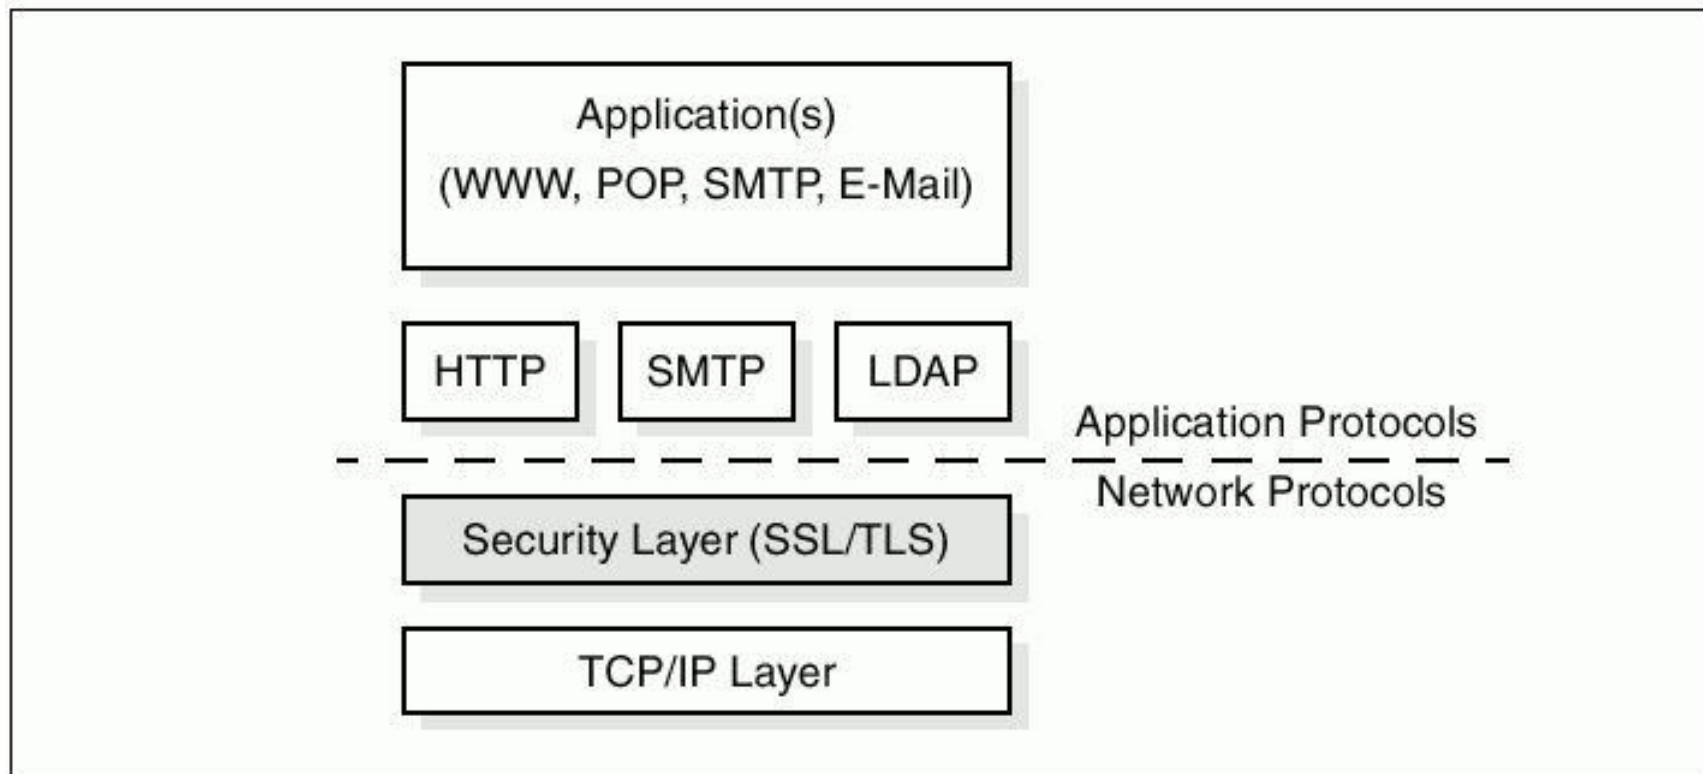 Application(s)
(WWW, POP, SMTP, E-Mail)
HTTP
SMTP
LDAP
Application Protocols
Network Protocols
Security Layer (SSL/TLS)
TCP/IP Layer